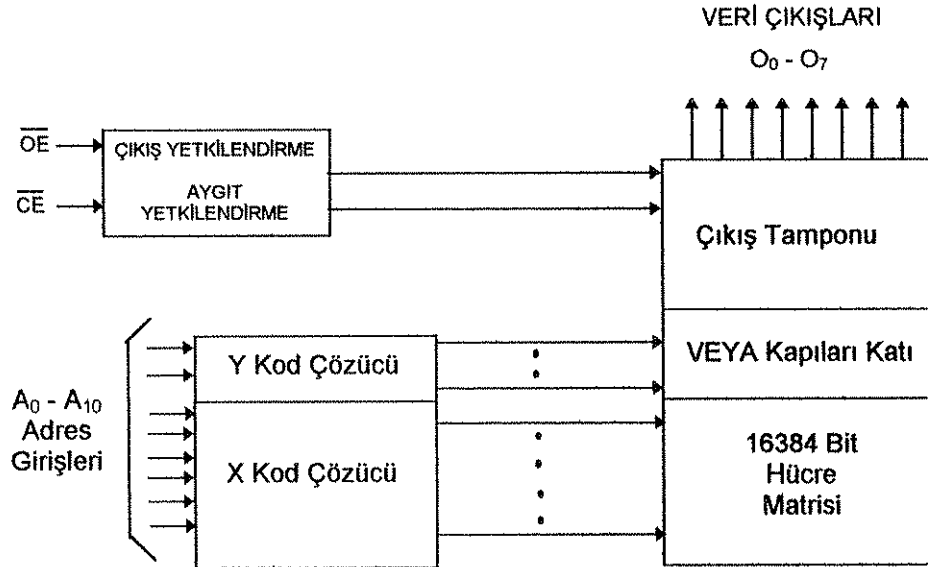 VERİ ÇIKIŞLARI
O₀ - O₇
OE
ÇIKIŞ YETKİLENDİRME
CE
AYGIT
YETKİLENDİRME
Çıkış Tamponu
A₀ - A₁₀
Adres
Girişleri
Y Kod Çözücü
X Kod Çözücü
VEYA Kapıları Katı
16384 Bit
Hücre
Matrisi